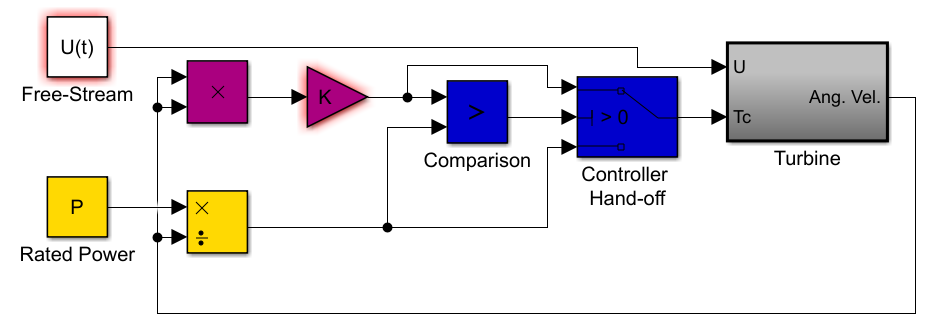 U(t)
Free-Stream
×
K
>
Comparison
> 0
Controller
Hand-off
U
Tc
Ang. Vel.
Turbine
P
Rated Power
×
÷